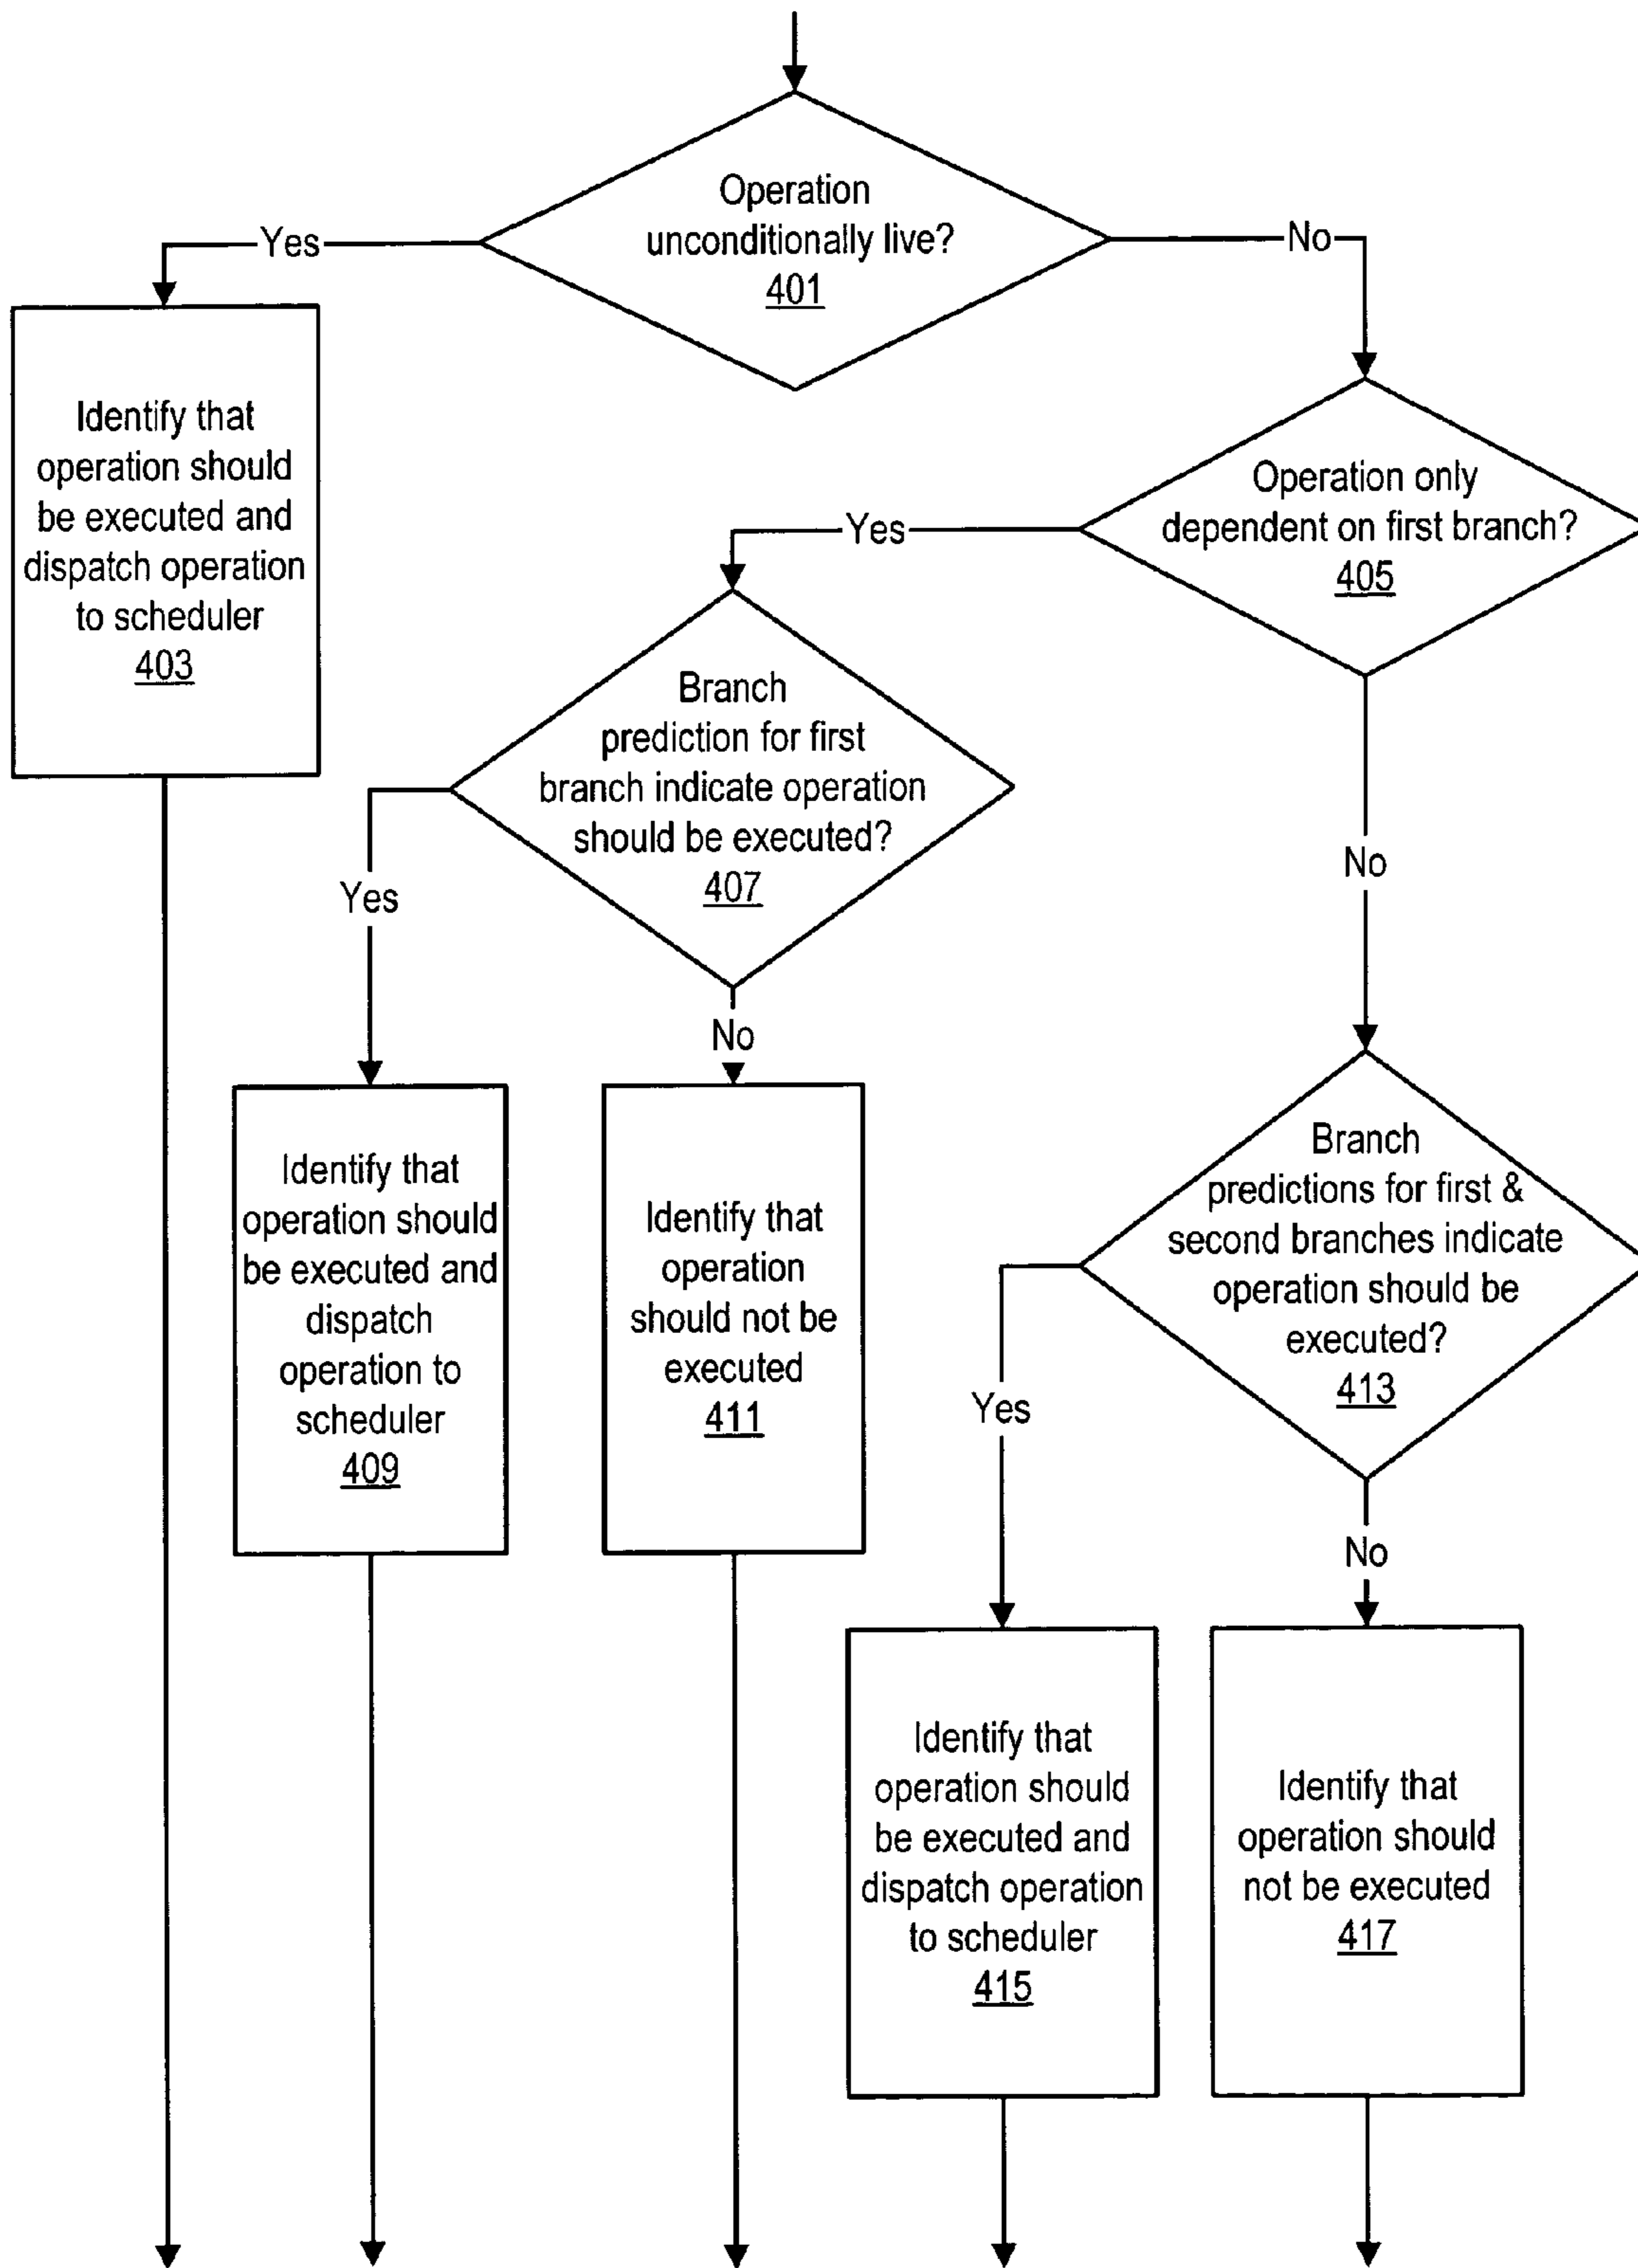 Operation
unconditionally live?
401
Yes
No
Identify that
operation should
be executed and
dispatch operation
to scheduler
403
Operation only
dependent on first branch?
405
Yes
No
Branch
prediction for first
branch indicate operation
should be executed?
407
Yes
No
Identify that
operation should
be executed and
dispatch
operation to
scheduler
409
Identify that
operation
should not be
executed
411
Branch
predictions for first &
second branches indicate
operation should be
executed?
413
Yes
No
Identify that
operation should
be executed and
dispatch operation
to scheduler
415
Identify that
operation should
not be executed
417